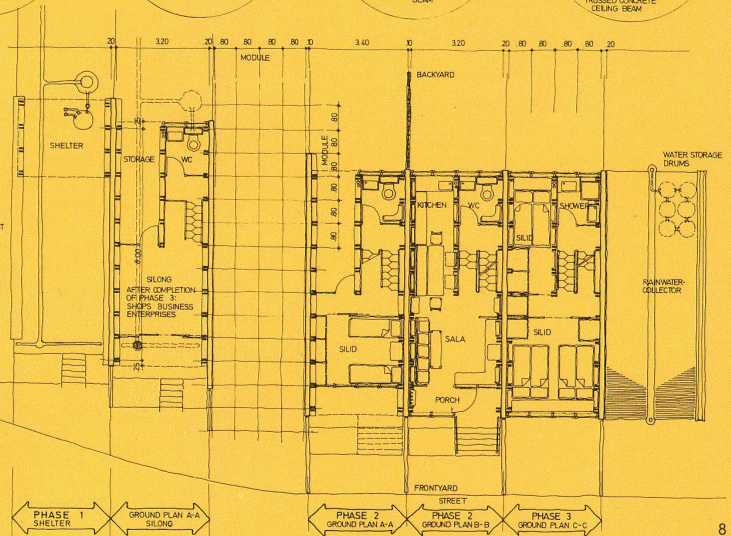 BEAM
TRUSSED CONCRETE
CEILING BEAM
20
3.20
20
80
80
80
80
10
3.40
10
3.20
20
80
80
80
80
20
MODULE
BACKYARD
25
80
80
80
80
80
80
MODULE
SHELTER
STORAGE
WC
WATER STORAGE
DRUMS
KITCHEN
WC
SHOWER
SILID
T
8.00
SILONG
AFTER COMPLETION
OF PHASE 3:
SHOPS BUSINESS
ENTERPRISES
RAINWATER-
COLLECTOR
SILID
SALA
SILID
25
PORCH
FRONTYARD
STREET
PHASE 1
SHELTER
GROUND PLAN A-A
SILONG
PHASE 2
GROUND PLAN A-A
PHASE 2
GROUND PLAN B-B
PHASE 3
GROUND PLAN C-C
8